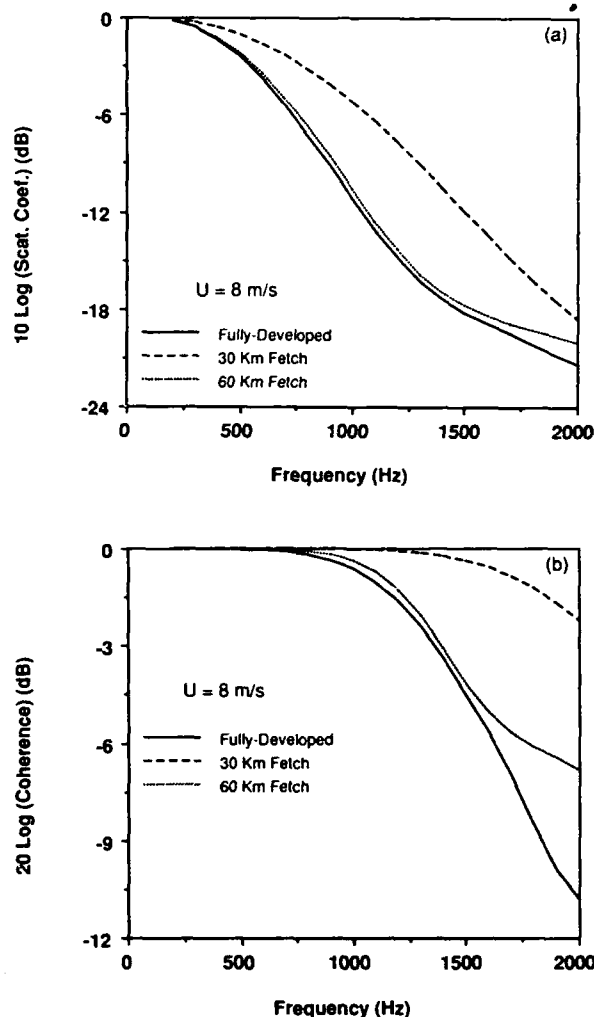 (a)
10 Log (Scat. Coef.) (dB)
0
-6
-12
-18
-24
U = 8 m/s
Fully-Developed
30 Km Fetch
60 Km Fetch
0
500
1000
1500
2000
Frequency (Hz)
(b)
20 Log (Coherence) (dB)
0
-3
-6
-9
-12
U = 8 m/s
Fully-Developed
30 Km Fetch
60 Km Fetch
0
500
1000
1500
2000
Frequency (Hz)